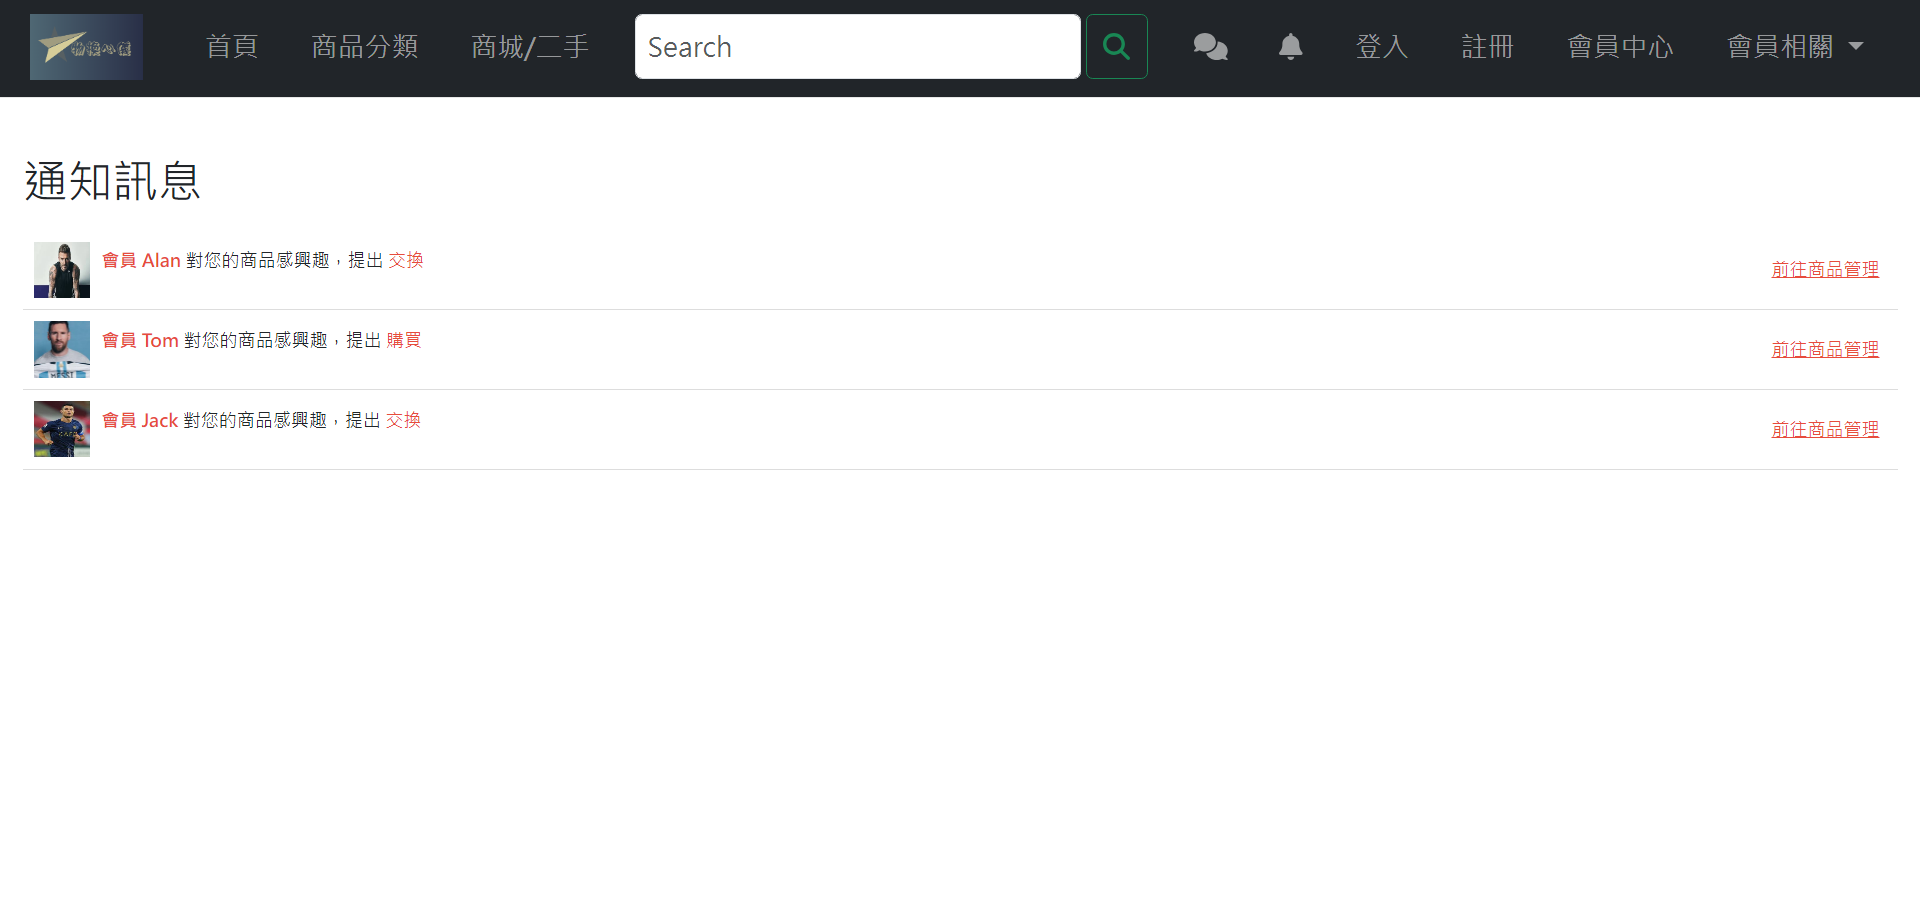 物換心儀
首頁
商品分類
商城/二手
Search
登入
註冊
會員中心
會員相關
通知訊息
會員 Alan 對您的商品感興趣，提出 交換
前往商品管理
會員 Tom 對您的商品感興趣，提出 購買
前往商品管理
會員 Jack 對您的商品感興趣，提出 交換
前往商品管理